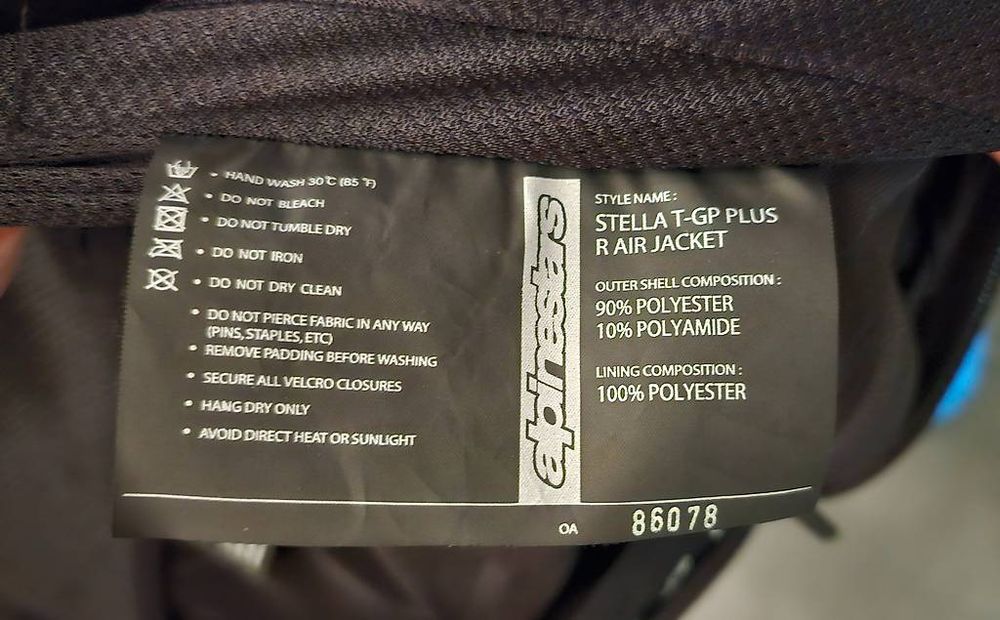 • HAND WASH 30°C (85 °F)
• DO NOT BLEACH
• DO NOT TUMBLE DRY
• DO NOT IRON
• DO NOT DRY CLEAN
• DO NOT PIERCE FABRIC IN ANY WAY
(PINS, STAPLES, ETC)
• REMOVE PADDING BEFORE WASHING
• SECURE ALL VELCRO CLOSURES
• HANG DRY ONLY
• AVOID DIRECT HEAT OR SUNLIGHT
alpinestars
STYLE NAME :
STELLA T-GP PLUS
R AIR JACKET
OUTER SHELL COMPOSITION :
90% POLYESTER
10% POLYAMIDE
LINING COMPOSITION :
100% POLYESTER
OA 86078